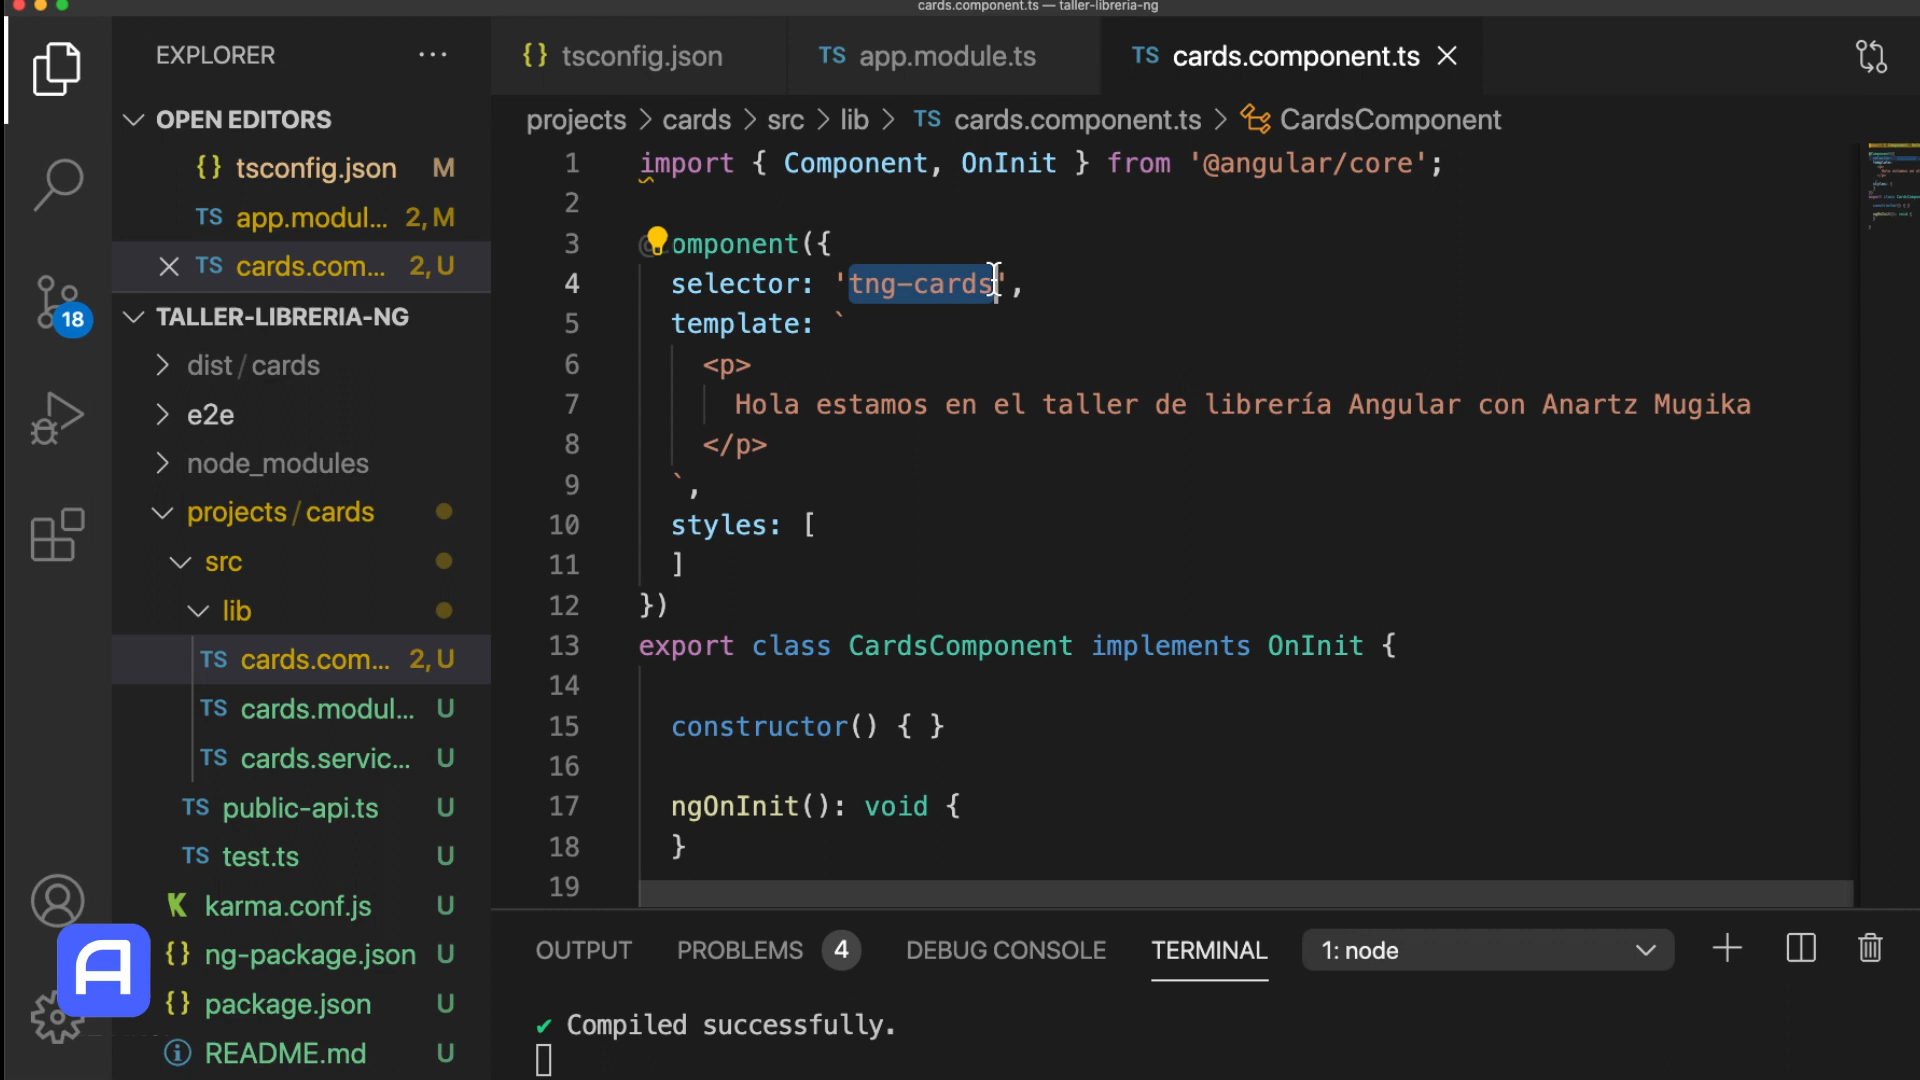 cards.component.ts — taller-libreria-ng
EXPLORER ...
{} tsconfig.json
TS app.module.ts
TS cards.component.ts
OPEN EDITORS
{} tsconfig.json M
TS app.modul... 2, M
TS cards.com... 2, U
TALLER-LIBRERIA-NG
18
dist / cards
e2e
node_modules
projects / cards
src
lib
TS cards.com... 2, U
TS cards.modul... U
TS cards.servic... U
TS public-api.ts U
TS test.ts U
K karma.conf.js U
{} ng-package.json U
{} package.json U
README.md U
projects > cards > src > lib > TS cards.component.ts > CardsComponent
1 import { Component, OnInit } from '@angular/core';
2
3 @omponent({
4 selector: 'tng-cards',
5 template: `
6 <p>
7 Hola estamos en el taller de librería Angular con Anartz Mugika
8 </p>
9 `,
10 styles: [
11 ]
12 })
13 export class CardsComponent implements OnInit {
14
15 constructor() { }
16
17 ngOnInit(): void {
18 }
19
OUTPUT PROBLEMS 4 DEBUG CONSOLE TERMINAL 1: node
✔ Compiled successfully.